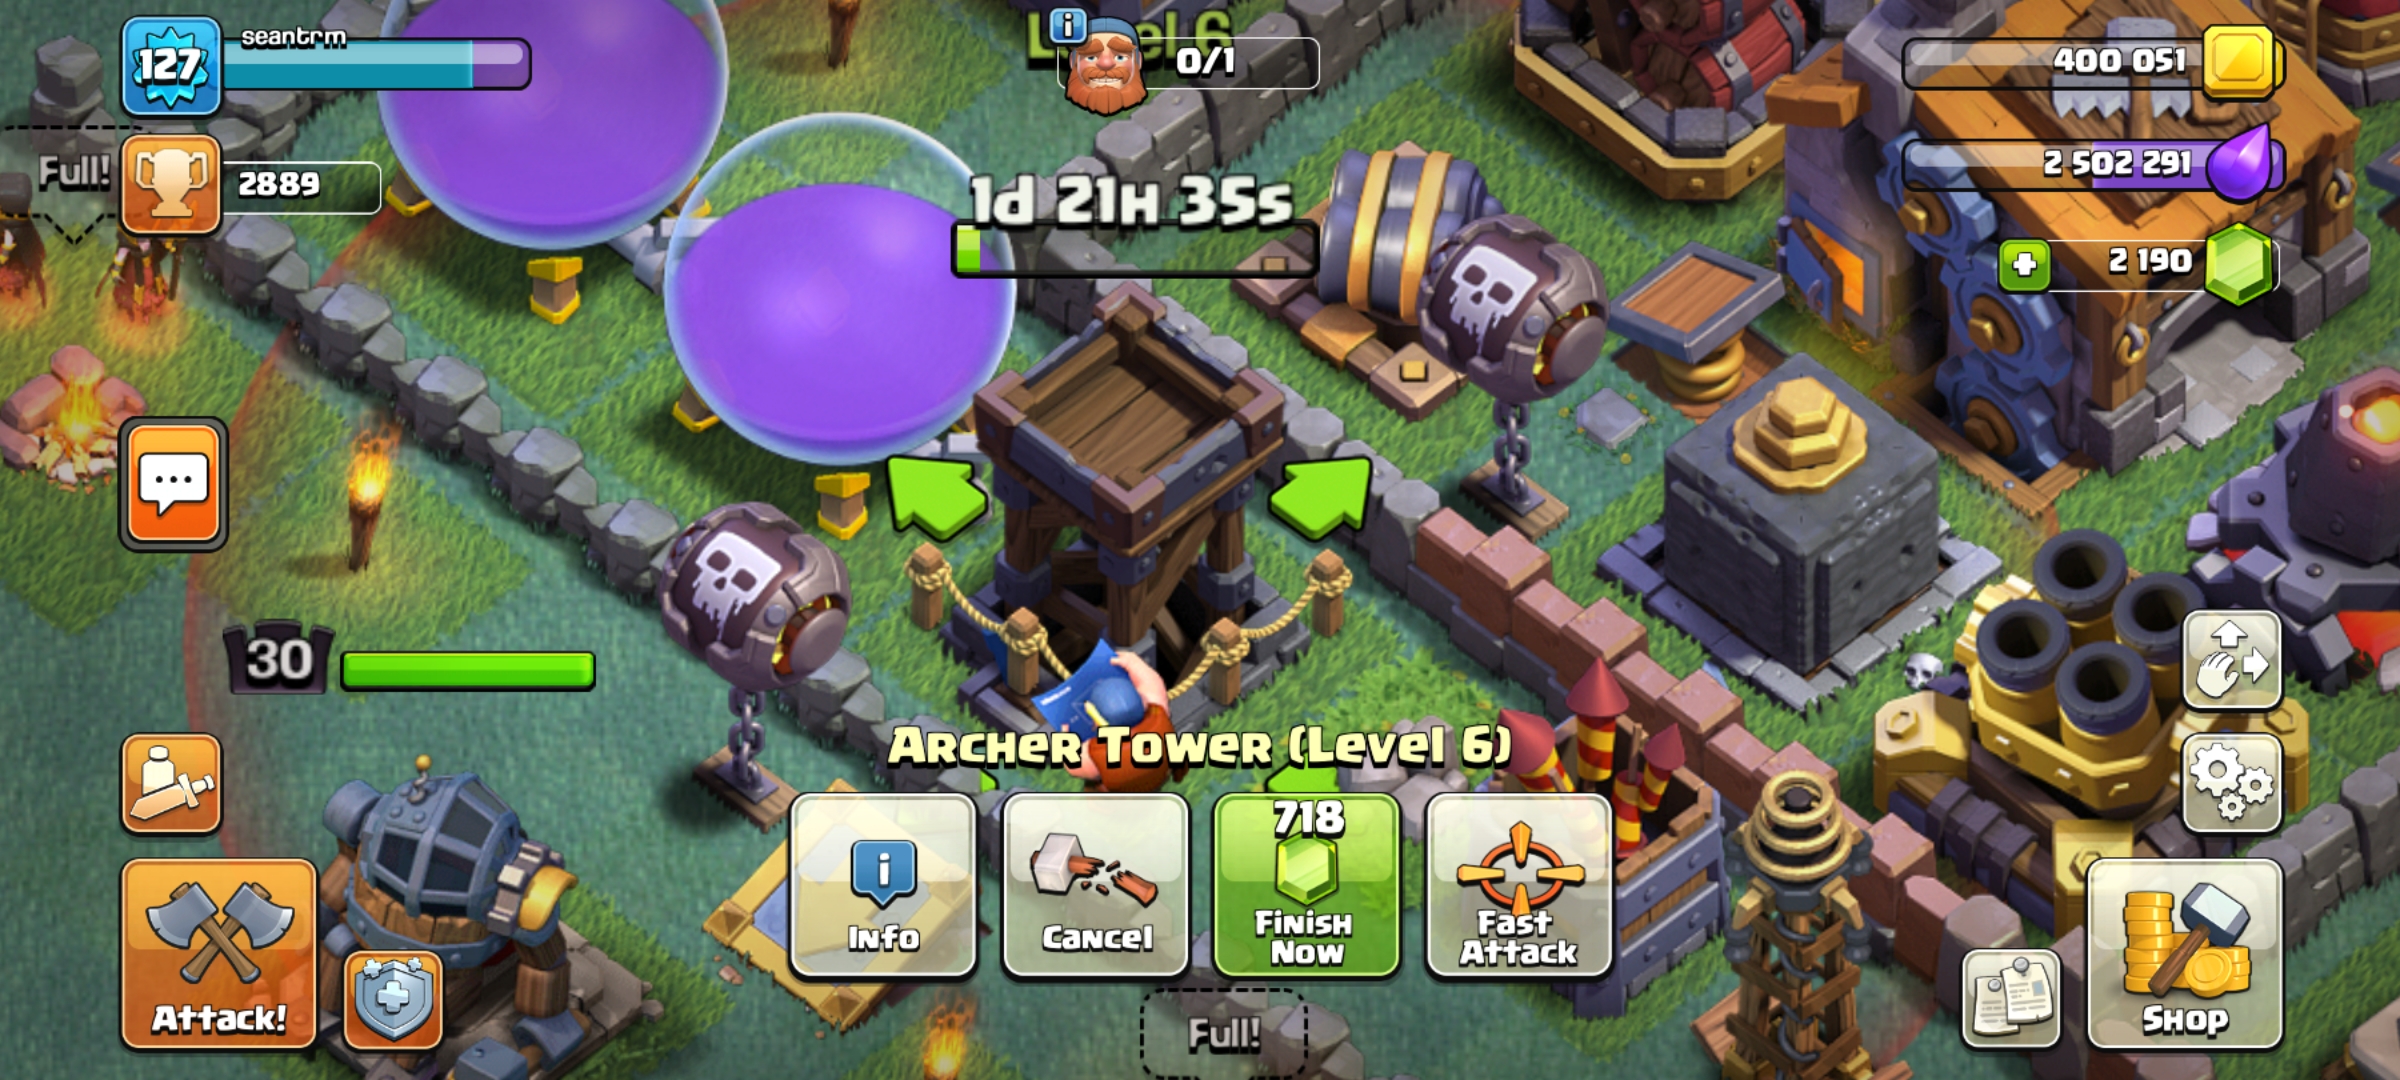 127
seantrm
0/1
400 051
Full!
2889
2 502 291
1d 21H 35s
2 190
30
Archer Tower (Level 6)
718
Info
Cancel
Finish
Now
Fast
Attack
Attack!
Full!
Shop